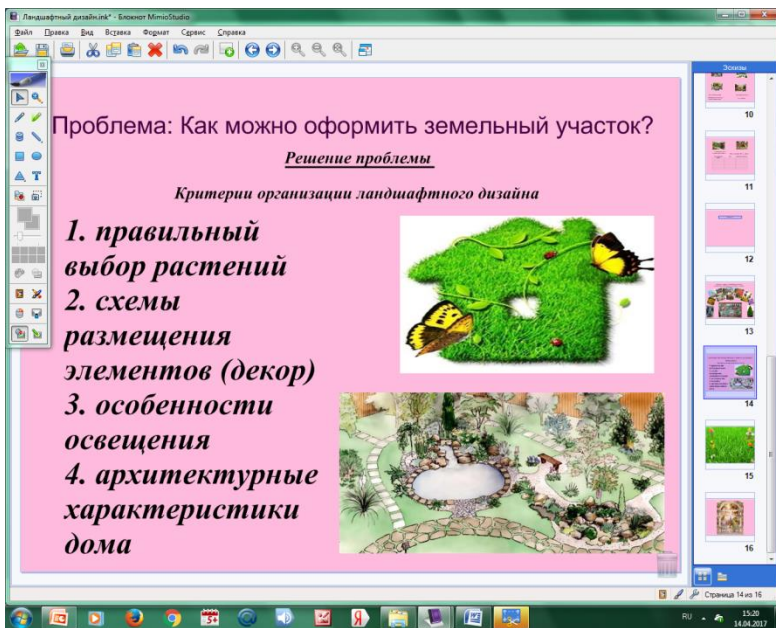 Ландшафтный дизайн.ink* - Блокнот MimioStudio
Файл Правка Вид Вставка Формат Сервис Справка
Эскизы
Проблема: Как можно оформить земельный участок?
Решение проблемы
Критерии организации ландшафтного дизайна
1. правильный
выбор растений
2. схемы
размещения
элементов (декор)
3. особенности
освещения
4. архитектурные
характеристики
дома
10
11
12
13
14
15
16
Страница 14 из 16
RU
15:20
14.04.2017